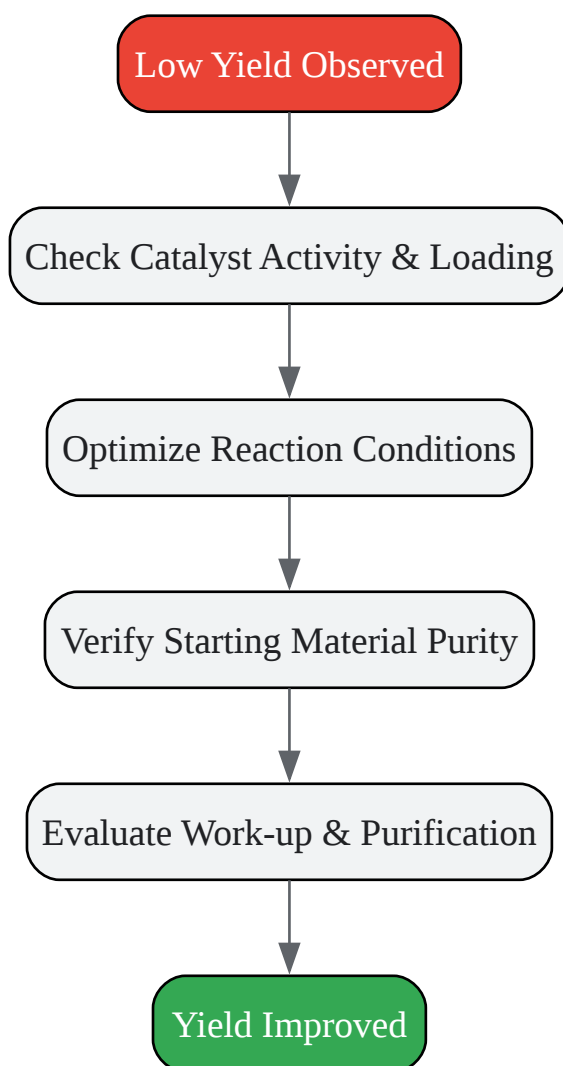 Low Yield Observed
Check Catalyst Activity & Loading
Optimize Reaction Conditions
Verify Starting Material Purity
Evaluate Work-up & Purification
Yield Improved